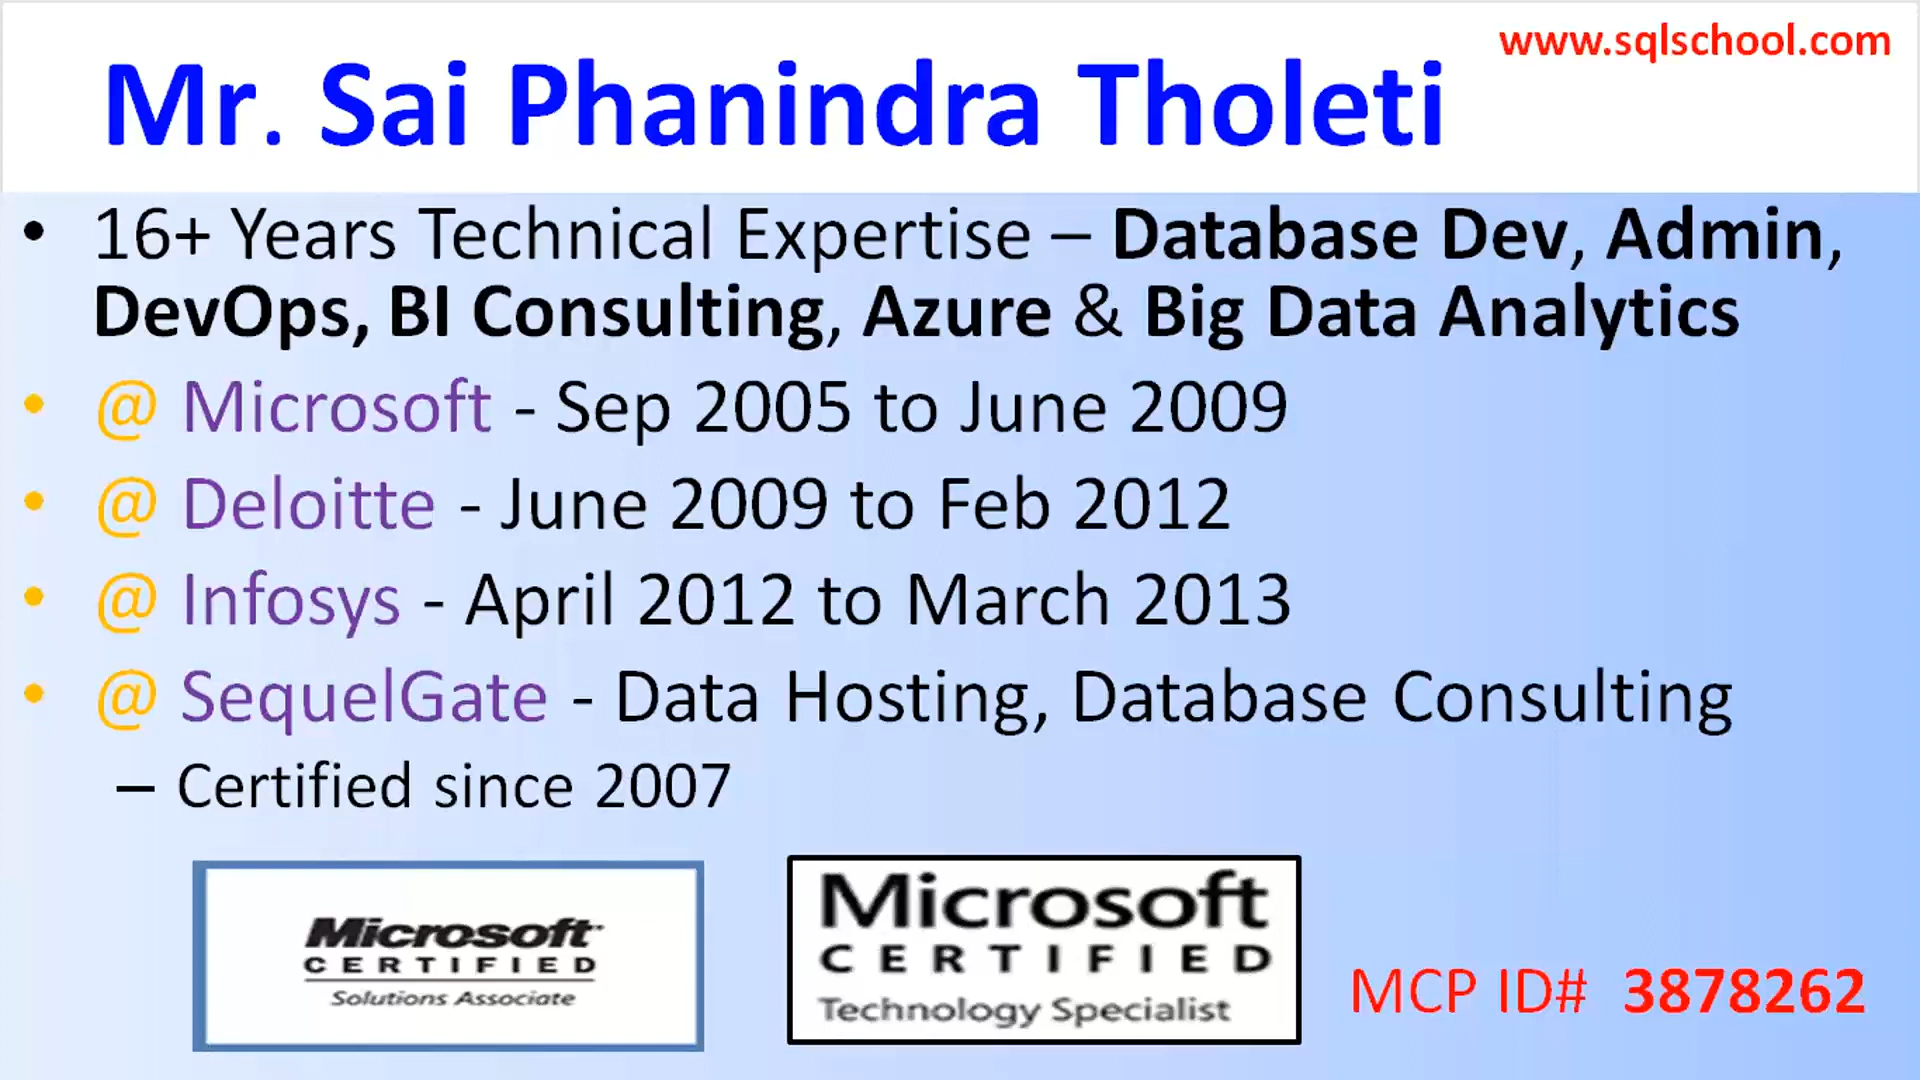 www.sqlschool.com
Mr. Sai Phanindra Tholeti
• 16+ Years Technical Expertise – Database Dev, Admin,
DevOps, BI Consulting, Azure & Big Data Analytics
• @ Microsoft - Sep 2005 to June 2009
• @ Deloitte - June 2009 to Feb 2012
• @ Infosys - April 2012 to March 2013
• @ SequelGate - Data Hosting, Database Consulting
– Certified since 2007
Microsoft
CERTIFIED
Solutions Associate
Microsoft
CERTIFIED
Technology Specialist
MCP ID# 3878262